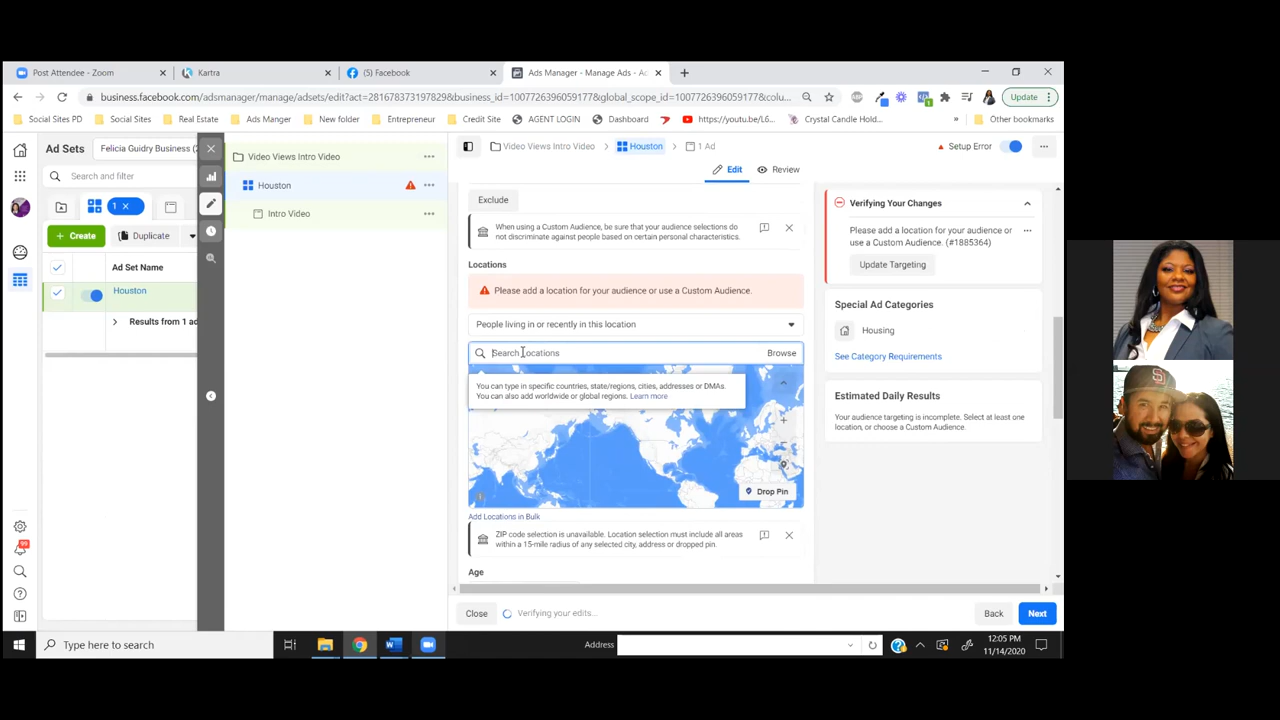 Post Attendee - Zoom
Kartra
(5) Facebook
Ads Manager - Manage Ads - Ad
business.facebook.com/adsmanager/manage/adsets/edit?act=281678373197829&business_id=1007726396059177&global_scope_id=1007726396059177&colu...
Update
Social Sites PD
Social Sites
Real Estate
Ads Manger
New folder
Entrepreneur
Credit Site
AGENT LOGIN
Dashboard
https://youtu.be/L6...
Crystal Candle Hold...
»
Other bookmarks
Ad Sets
Felicia Guidry Business (2
Search and filter
1
+ Create
Duplicate
Ad Set Name
Houston
Results from 1 ad
99
Video Views Intro Video
Houston
Intro Video
Video Views Intro Video
Houston
1 Ad
Setup Error
Edit
Review
Exclude
When using a Custom Audience, be sure that your audience selections do
not discriminate against people based on certain personal characteristics.
Locations
Please add a location for your audience or use a Custom Audience.
People living in or recently in this location
Search Locations
Browse
You can type in specific countries, state/regions, cities, addresses or DMAs.
You can also add worldwide or global regions. Learn more
Drop Pin
Add Locations in Bulk
ZIP code selection is unavailable. Location selection must include all areas
within a 15-mile radius of any selected city, address or dropped pin.
Age
Verifying Your Changes
Please add a location for your audience or
use a Custom Audience. (#1885364)
Update Targeting
Special Ad Categories
Housing
See Category Requirements
Estimated Daily Results
Your audience targeting is incomplete. Select at least one
location, or choose a Custom Audience.
Close
Verifying your edits...
Back
Next
Type here to search
Address
12:05 PM
11/14/2020